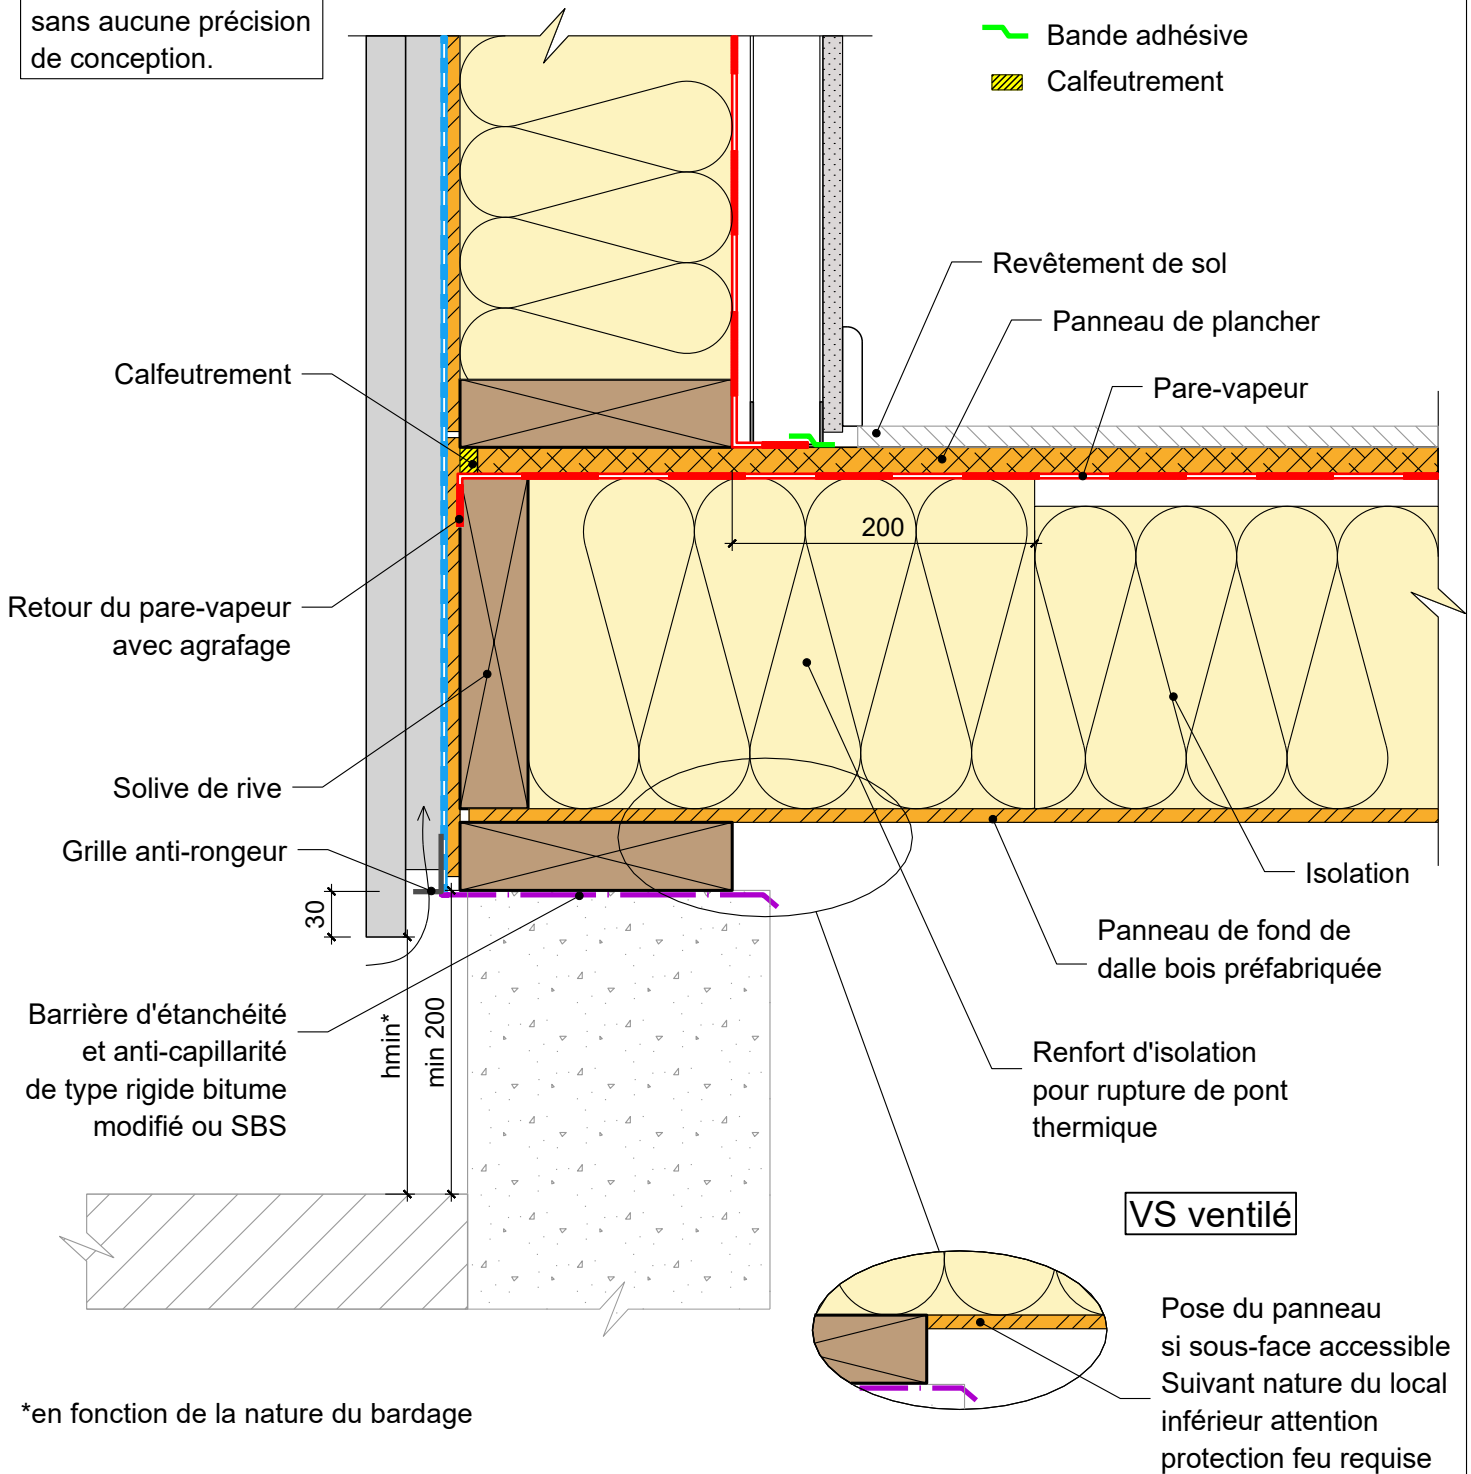 sans aucune précision
de conception.
Bande adhésive
Calfeutrement
Revêtement de sol
Panneau de plancher
Calfeutrement
Pare-vapeur
200
Retour du pare-vapeur
avec agrafage
Solive de rive
Grille anti-rongeur
Isolation
30
Panneau de fond de
dalle bois préfabriquée
Barrière d'étanchéité
et anti-capillarité
de type rigide bitume
modifié ou SBS
hmin*
min 200
Renfort d'isolation
pour rupture de pont
thermique
VS ventilé
Pose du panneau
si sous-face accessible
Suivant nature du local
inférieur attention
protection feu requise
*en fonction de la nature du bardage